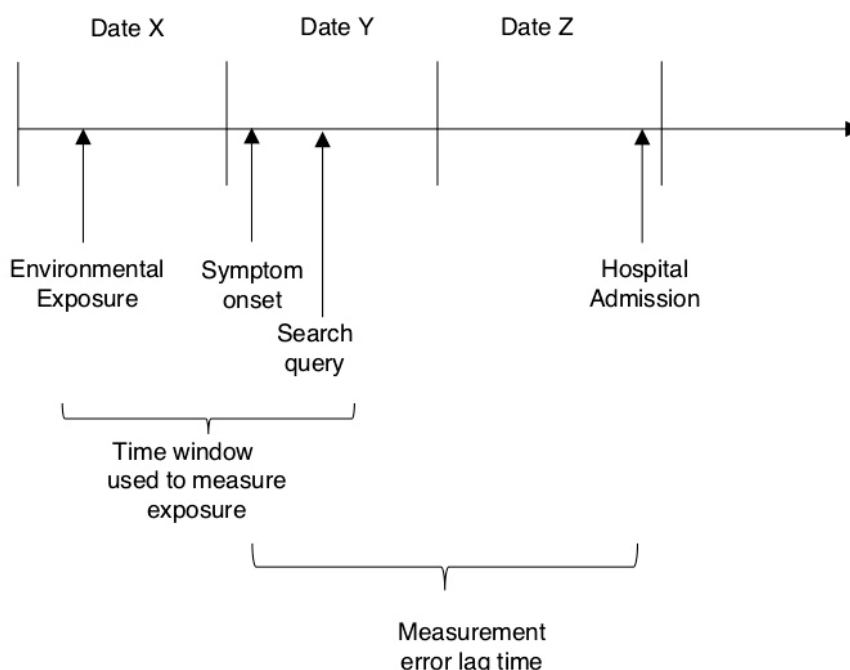 Date X
Date Y
Date Z
Environmental
Exposure
Symptom
onset
Search
query
Hospital
Admission
Time window
used to measure
exposure
Measurement
error lag time